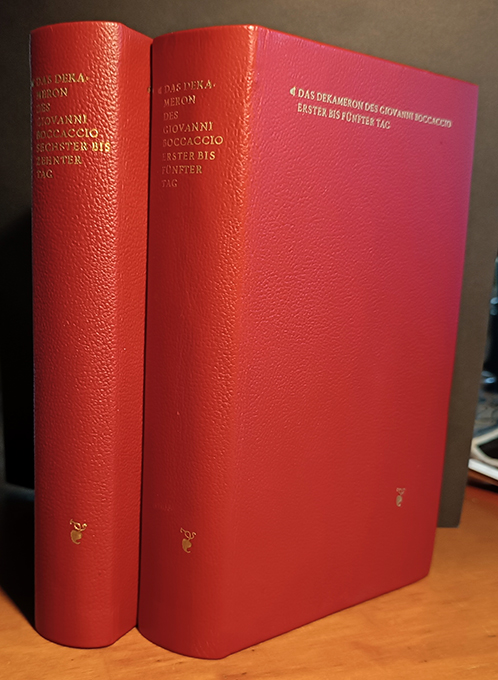 DAS DEKA-
MERON
DES
GIOVANNI
BOCCACCIO
SECHSTER BIS
ZEHNTER
TAG
DAS DEKA-
MERON
DES
GIOVANNI
BOCCACCIO
ERSTER BIS
FÜNFTER
TAG
DAS DEKAMERON DES GIOVANNI BOCCACCIO
ERSTER BIS FÜNFTER TAG